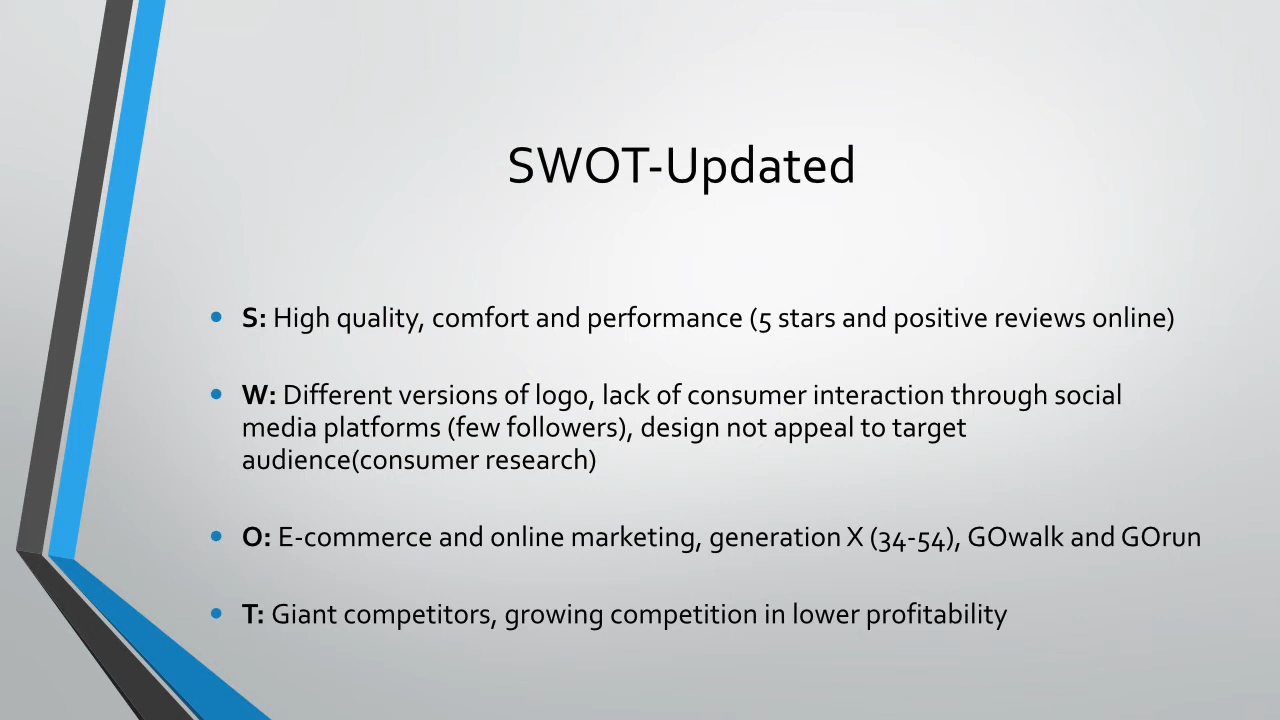 SWOT-Updated
S: High quality, comfort and performance (5 stars and positive reviews online)
W: Different versions of logo, lack of consumer interaction through social
media platforms (few followers), design not appeal to target
audience(consumer research)
O: E-commerce and online marketing, generation X (34-54), GOwalk and GOrun
T: Giant competitors, growing competition in lower profitability